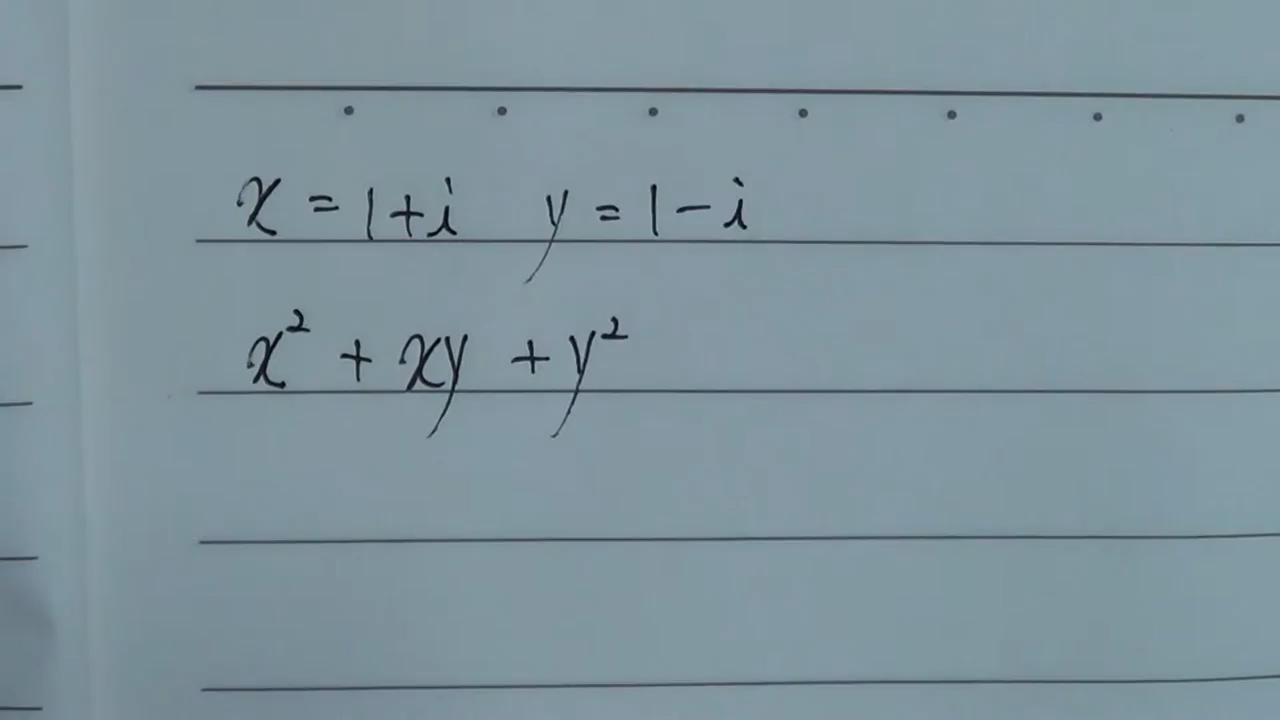 x = 1+i y = 1-i
x² + xy + y²